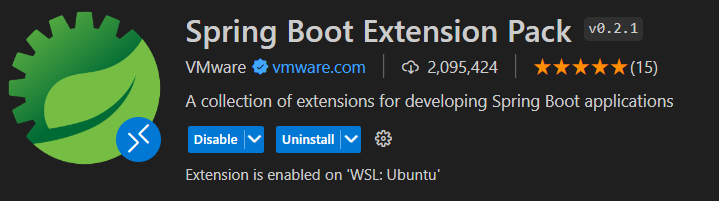 Spring Boot Extension Pack v0.2.1
VMware vmware.com 2,095,424 (15)
A collection of extensions for developing Spring Boot applications
Disable Uninstall
Extension is enabled on 'WSL: Ubuntu'